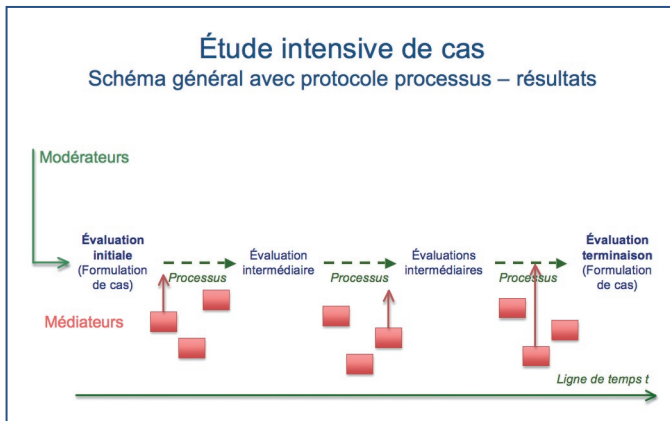 Étude intensive de cas
Schéma général avec protocole processus – résultats
Modérateurs
Évaluation
initiale
(Formulation
de cas)
Processus
Évaluation
intermédiaire
Processus
Évaluations
intermédiaires
Processus
Évaluation
terminaison
(Formulation
de cas)
Médiateurs
Ligne de temps t